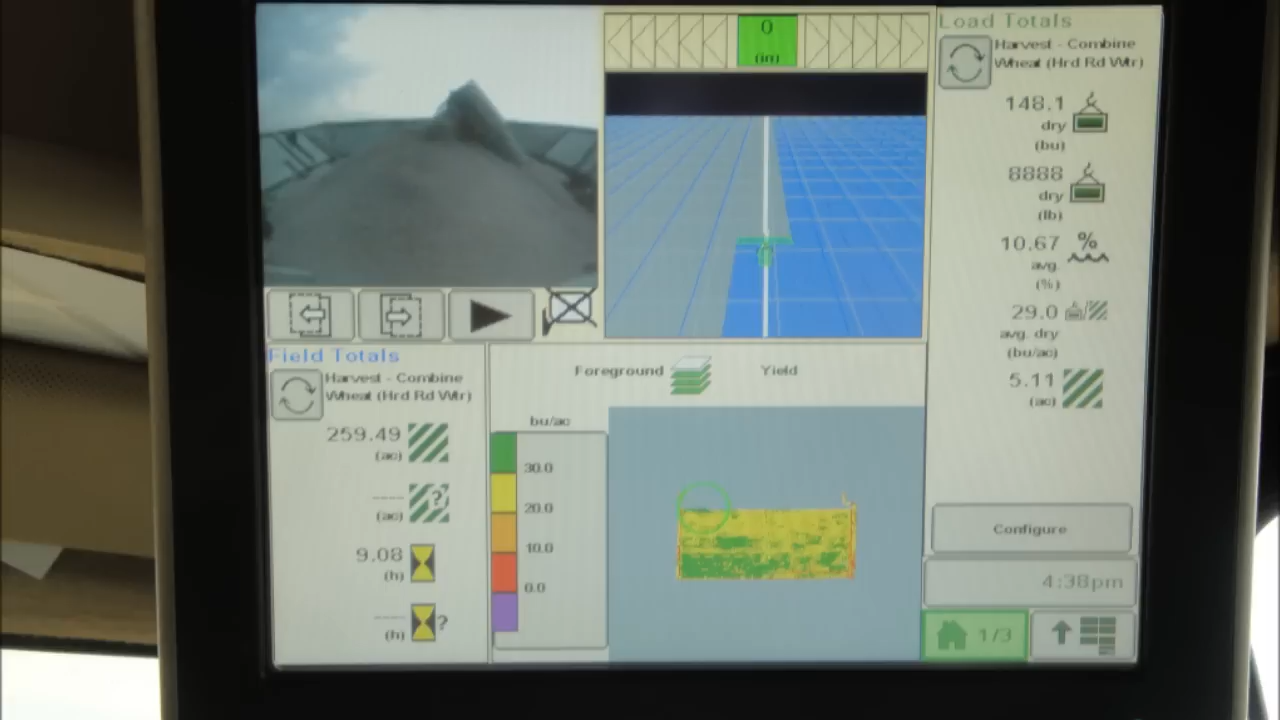 0
(in)
Load Totals
Harvest - Combine
Wheat (Hrd Rd Wtr)
148.1
dry
(bu)
8888
dry
(lb)
10.67
%
avg.
(%)
29.0
avg. dry
(bu/ac)
5.11
(ac)
Configure
4:38pm
1/3
Field Totals
Harvest - Combine
Wheat (Hrd Rd Wtr)
259.49
(ac)
----
?
(ac)
9.08
(h)
----
?
(h)
Foreground
Yield
bu/ac
30.0
20.0
10.0
0.0